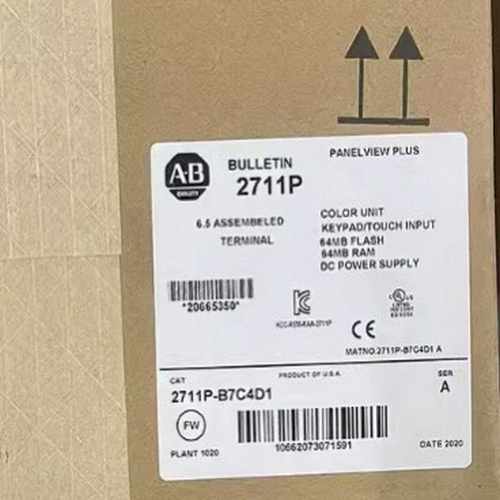 A-B
QUALITY
BULLETIN
2711P
PANELVIEW PLUS
6.5 ASSEMBELED
TERMINAL
COLOR UNIT
KEYPAD/TOUCH INPUT
64MB FLASH
64MB RAM
DC POWER SUPPLY
*20665350*
CE
MATNO.2711P-B7C4D1 A
PRODUCT OF U.S.A.
CAT
2711P-B7C4D1
SER
A
FW
PLANT 1020
10662073071591
DATE 2020